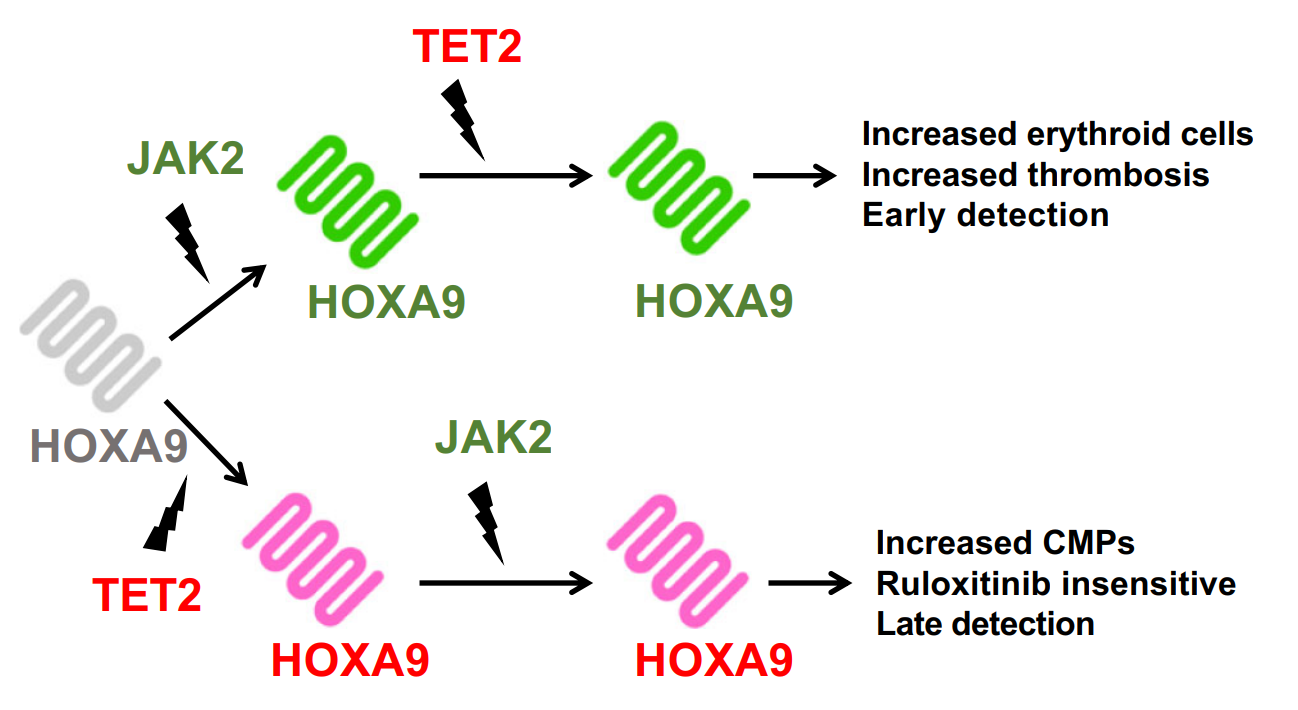 TET2
JAK2
HOXA9
HOXA9
Increased erythroid cells
Increased thrombosis
Early detection
HOXA9
TET2
JAK2
HOXA9
HOXA9
Increased CMPs
Ruloxitinib insensitive
Late detection